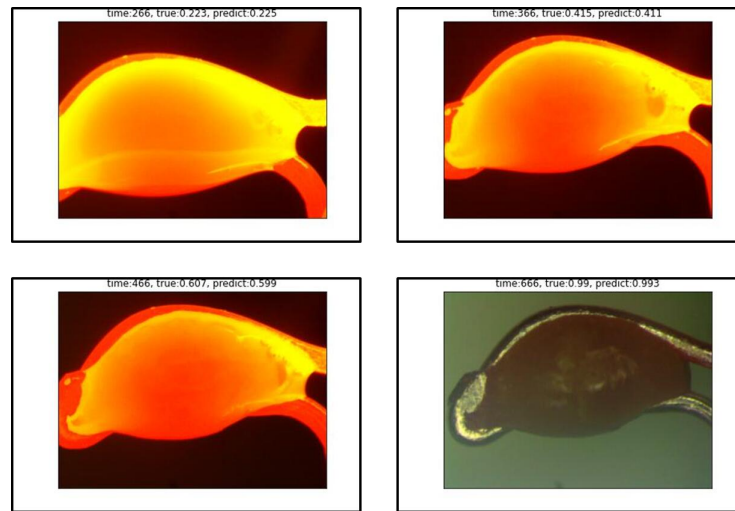 time:266, true:0.223, predict:0.225
time:366, true:0.415, predict:0.411
time:466, true:0.607, predict:0.599
time:666, true:0.99, predict:0.993